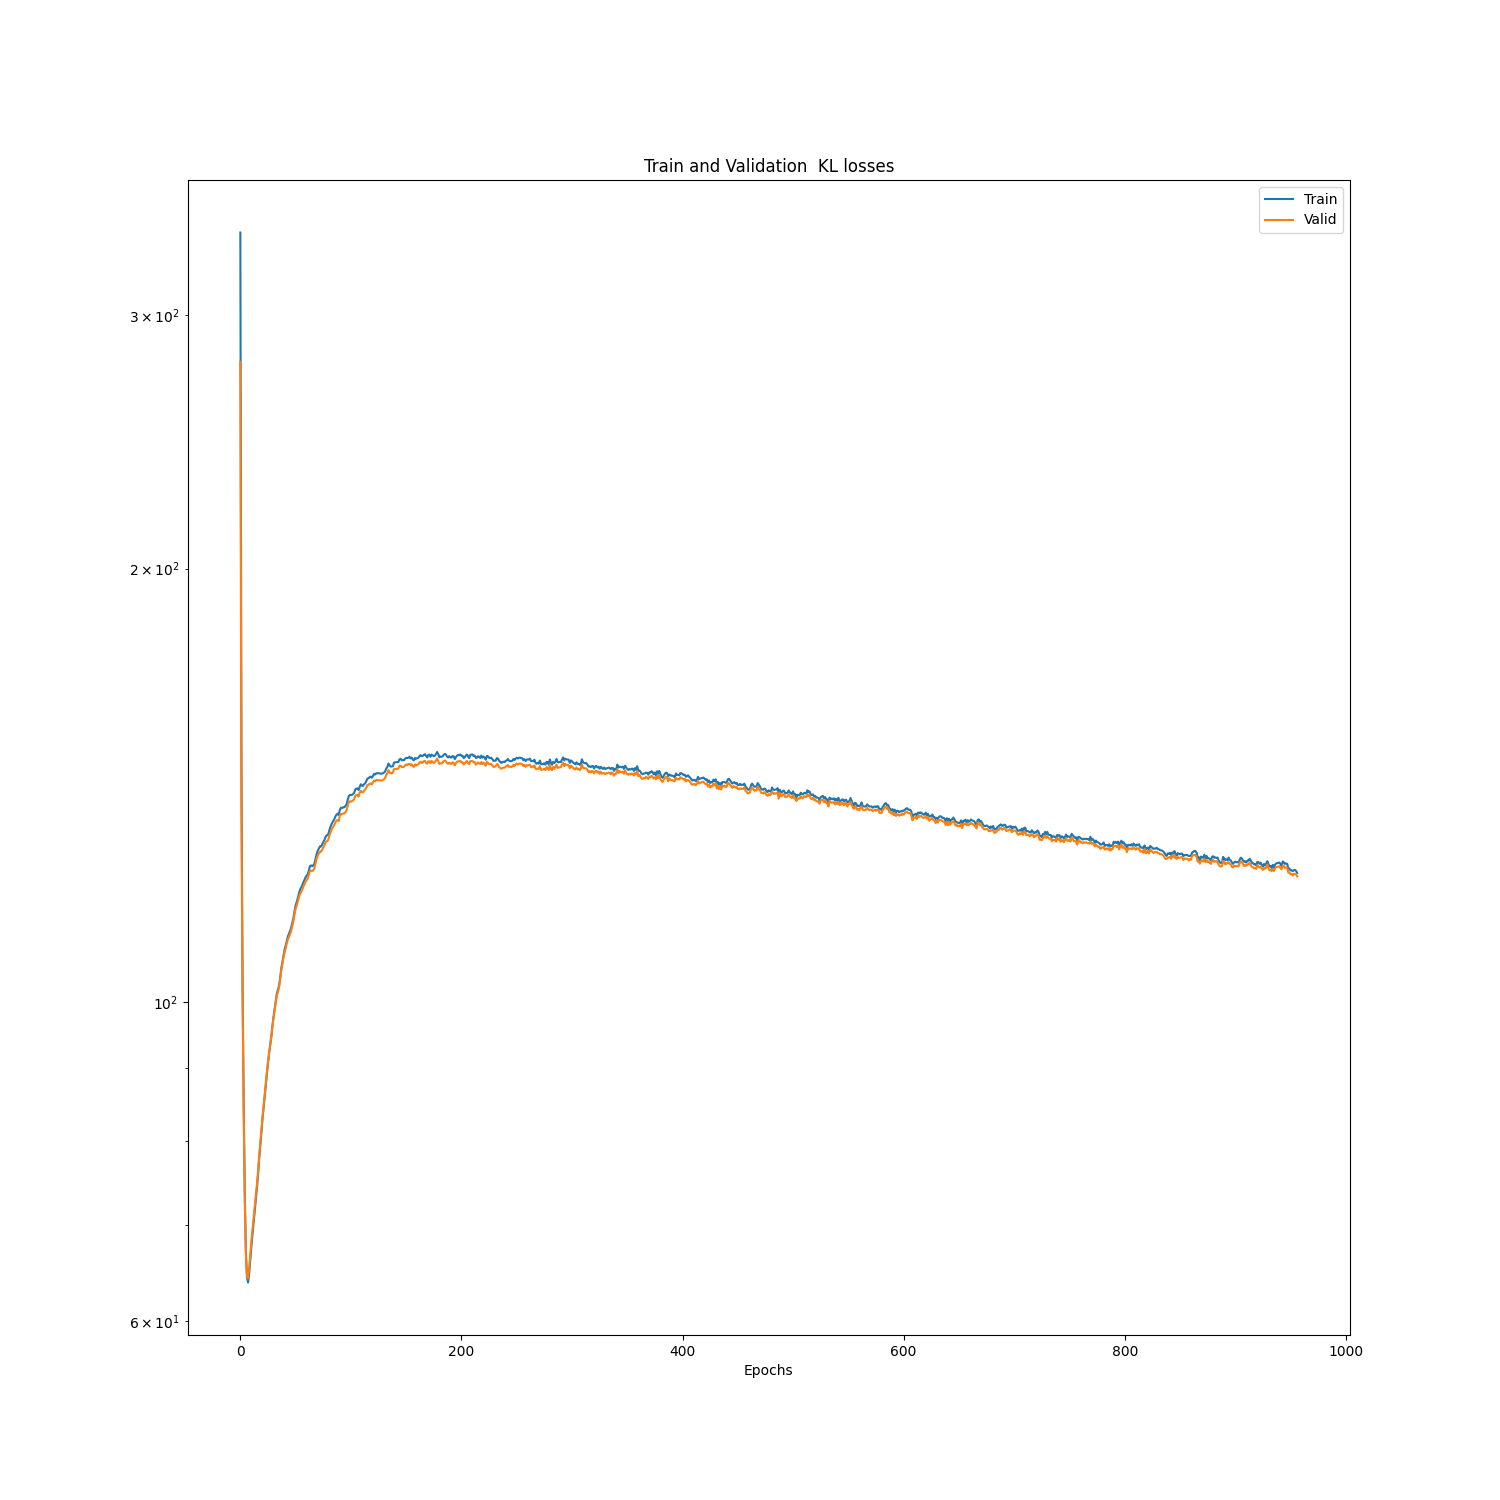 Train and Validation  KL losses
Train
Valid
3 × 10²
2 × 10²
10²
6 × 10¹
0 200 400 600 800 1000
Epochs